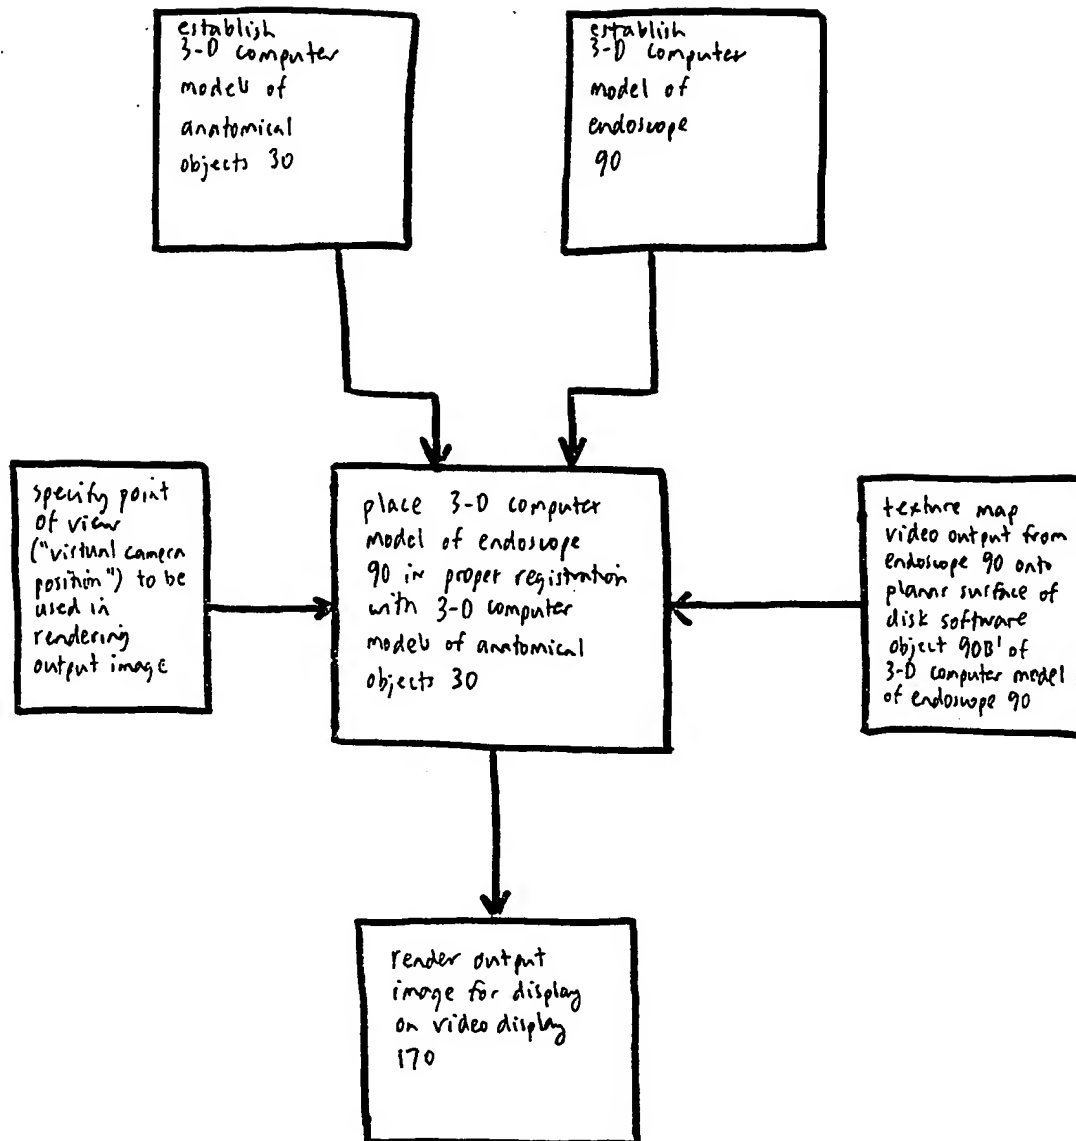 establish
3-D computer
models of
anatomical
objects 30
establish
3-D computer
model of
endoscope
90
specify point
of view
("virtual camera
position") to be
used in
rendering
output image
place 3-D computer
model of endoscope
90 in proper registration
with 3-D computer
models of anatomical
objects 30
texture map
video output from
endoscope 90 onto
planar surface of
disk software
object 90B'of
3-D computer model
of endoscope 90
render output
image for display
on video display
170